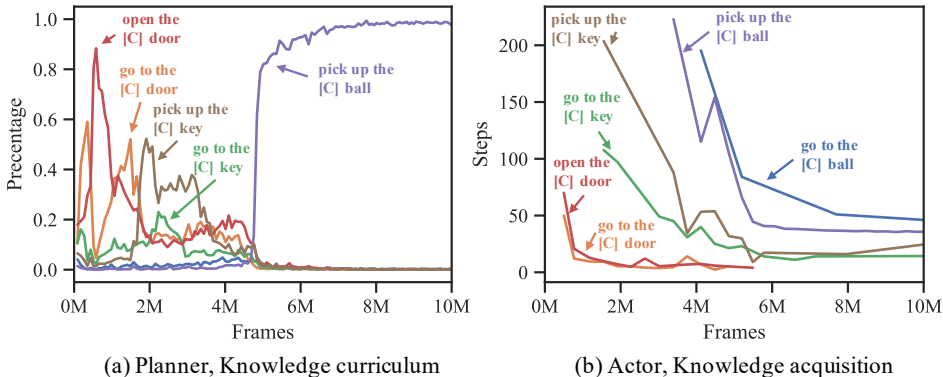 open the
[C] door
go to the
[C] door
pick up the
[C] key
go to the
[C] key
pick up the
[C] ball
1.0
0.8
0.6
0.4
0.2
0.0
Precentage
0M 2M 4M 6M 8M 10M
Frames
(a) Planner, Knowledge curriculum
pick up the
[C] key
pick up the
[C] ball
go to the
[C] key
open the
[C] door
go to the
[C] door
go to the
[C] ball
200
150
100
50
0
Steps
0M 2M 4M 6M 8M 10M
Frames
(b) Actor, Knowledge acquisition